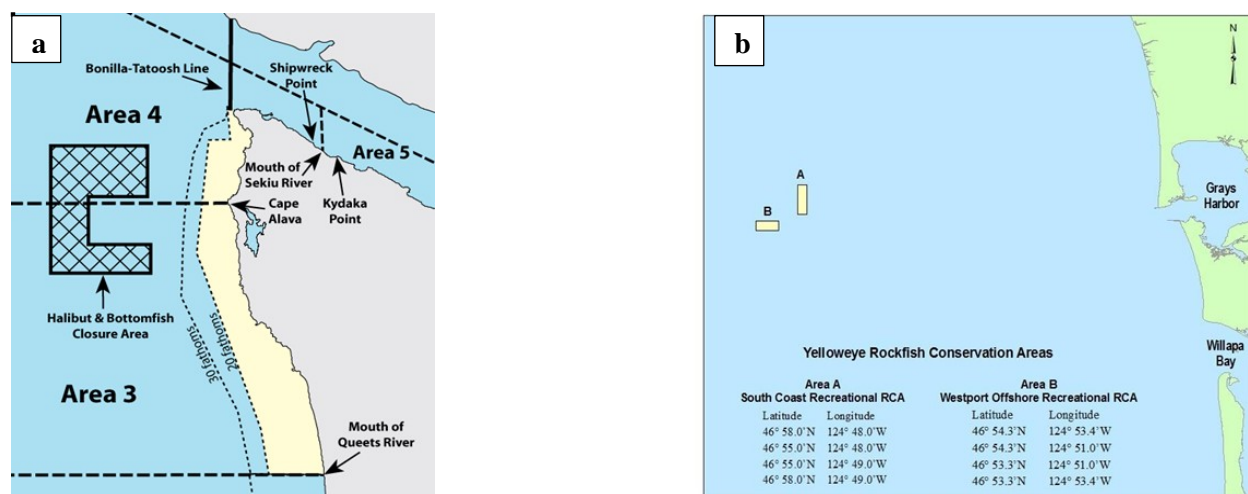 a
Bonilla-Tatoosh Line
Shipwreck
Point
Area 4
Area 5
Mouth of
Sekiu River
Kydaka
Point
Cape
Alava
Halibut & Bottomfish
Closure Area
20 fathoms
30 fathoms
Area 3
Mouth of
Queets River
b
N
A
B
Grays
Harbor
Willapa
Bay
Yelloweye Rockfish Conservation Areas
Area A
South Coast Recreational RCA
Latitude Longitude
46° 58.0'N 124° 48.0'W
46° 55.0'N 124° 48.0'W
46° 55.0'N 124° 49.0'W
46° 58.0'N 124° 49.0'W
Area B
Westport Offshore Recreational RCA
Latitude Longitude
46° 54.3'N 124° 53.4'W
46° 54.3'N 124° 51.0'W
46° 53.3'N 124° 51.0'W
46° 53.3'N 124° 53.4'W